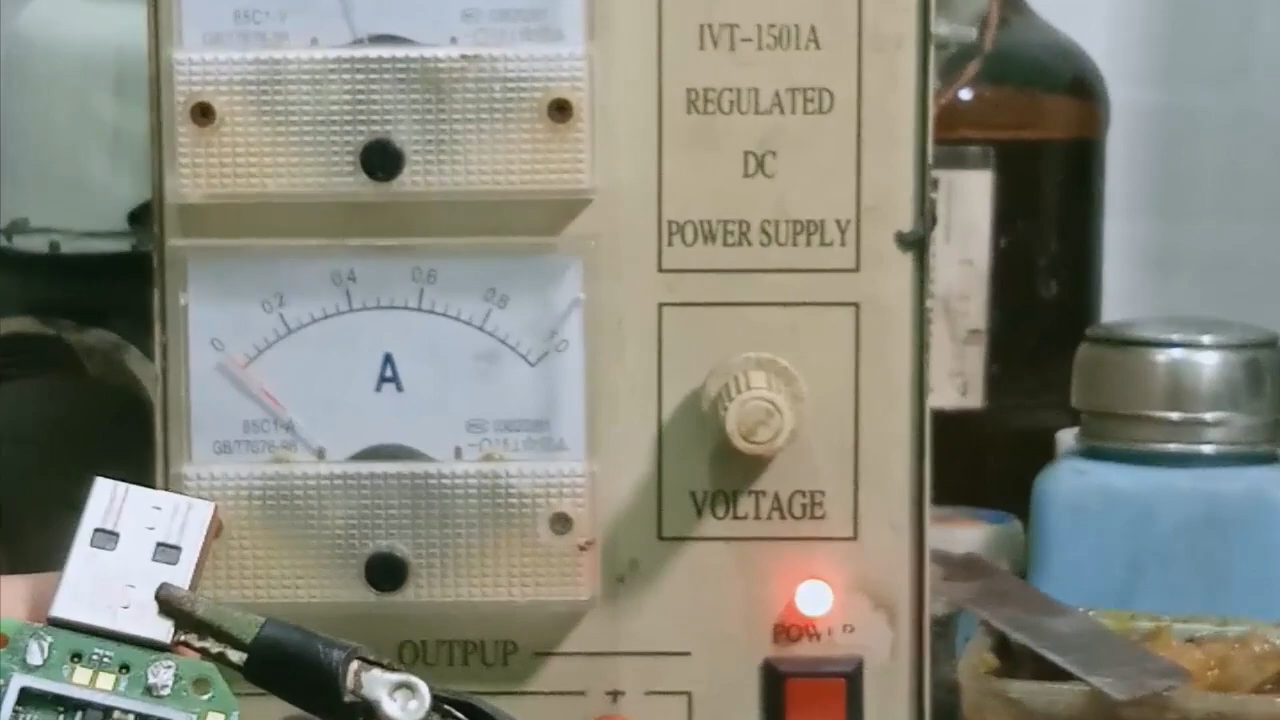 85C1-V
IVT-1501A
REGULATED
DC
POWER SUPPLY
0
0.2
0.4
0.6
0.8
A
85C1-A
GB/T7676-98
VOLTAGE
OUTPUP
+